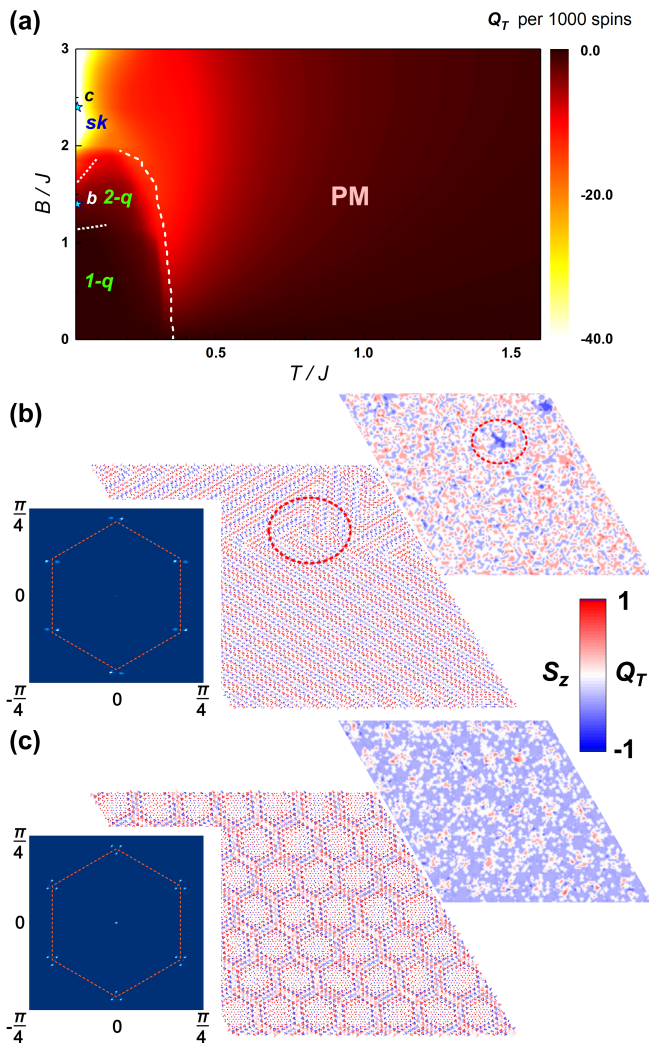 (a)
Q_T per 1000 spins
3
2
1
0
B / J
c
sk
b 2-q
1-q
PM
0.5
1.0
1.5
T / J
0.0
-20.0
-40.0
(b)
π/4
0
-π/4
0
π/4
1
S_z Q_T
-1
(c)
π/4
0
-π/4
0
π/4